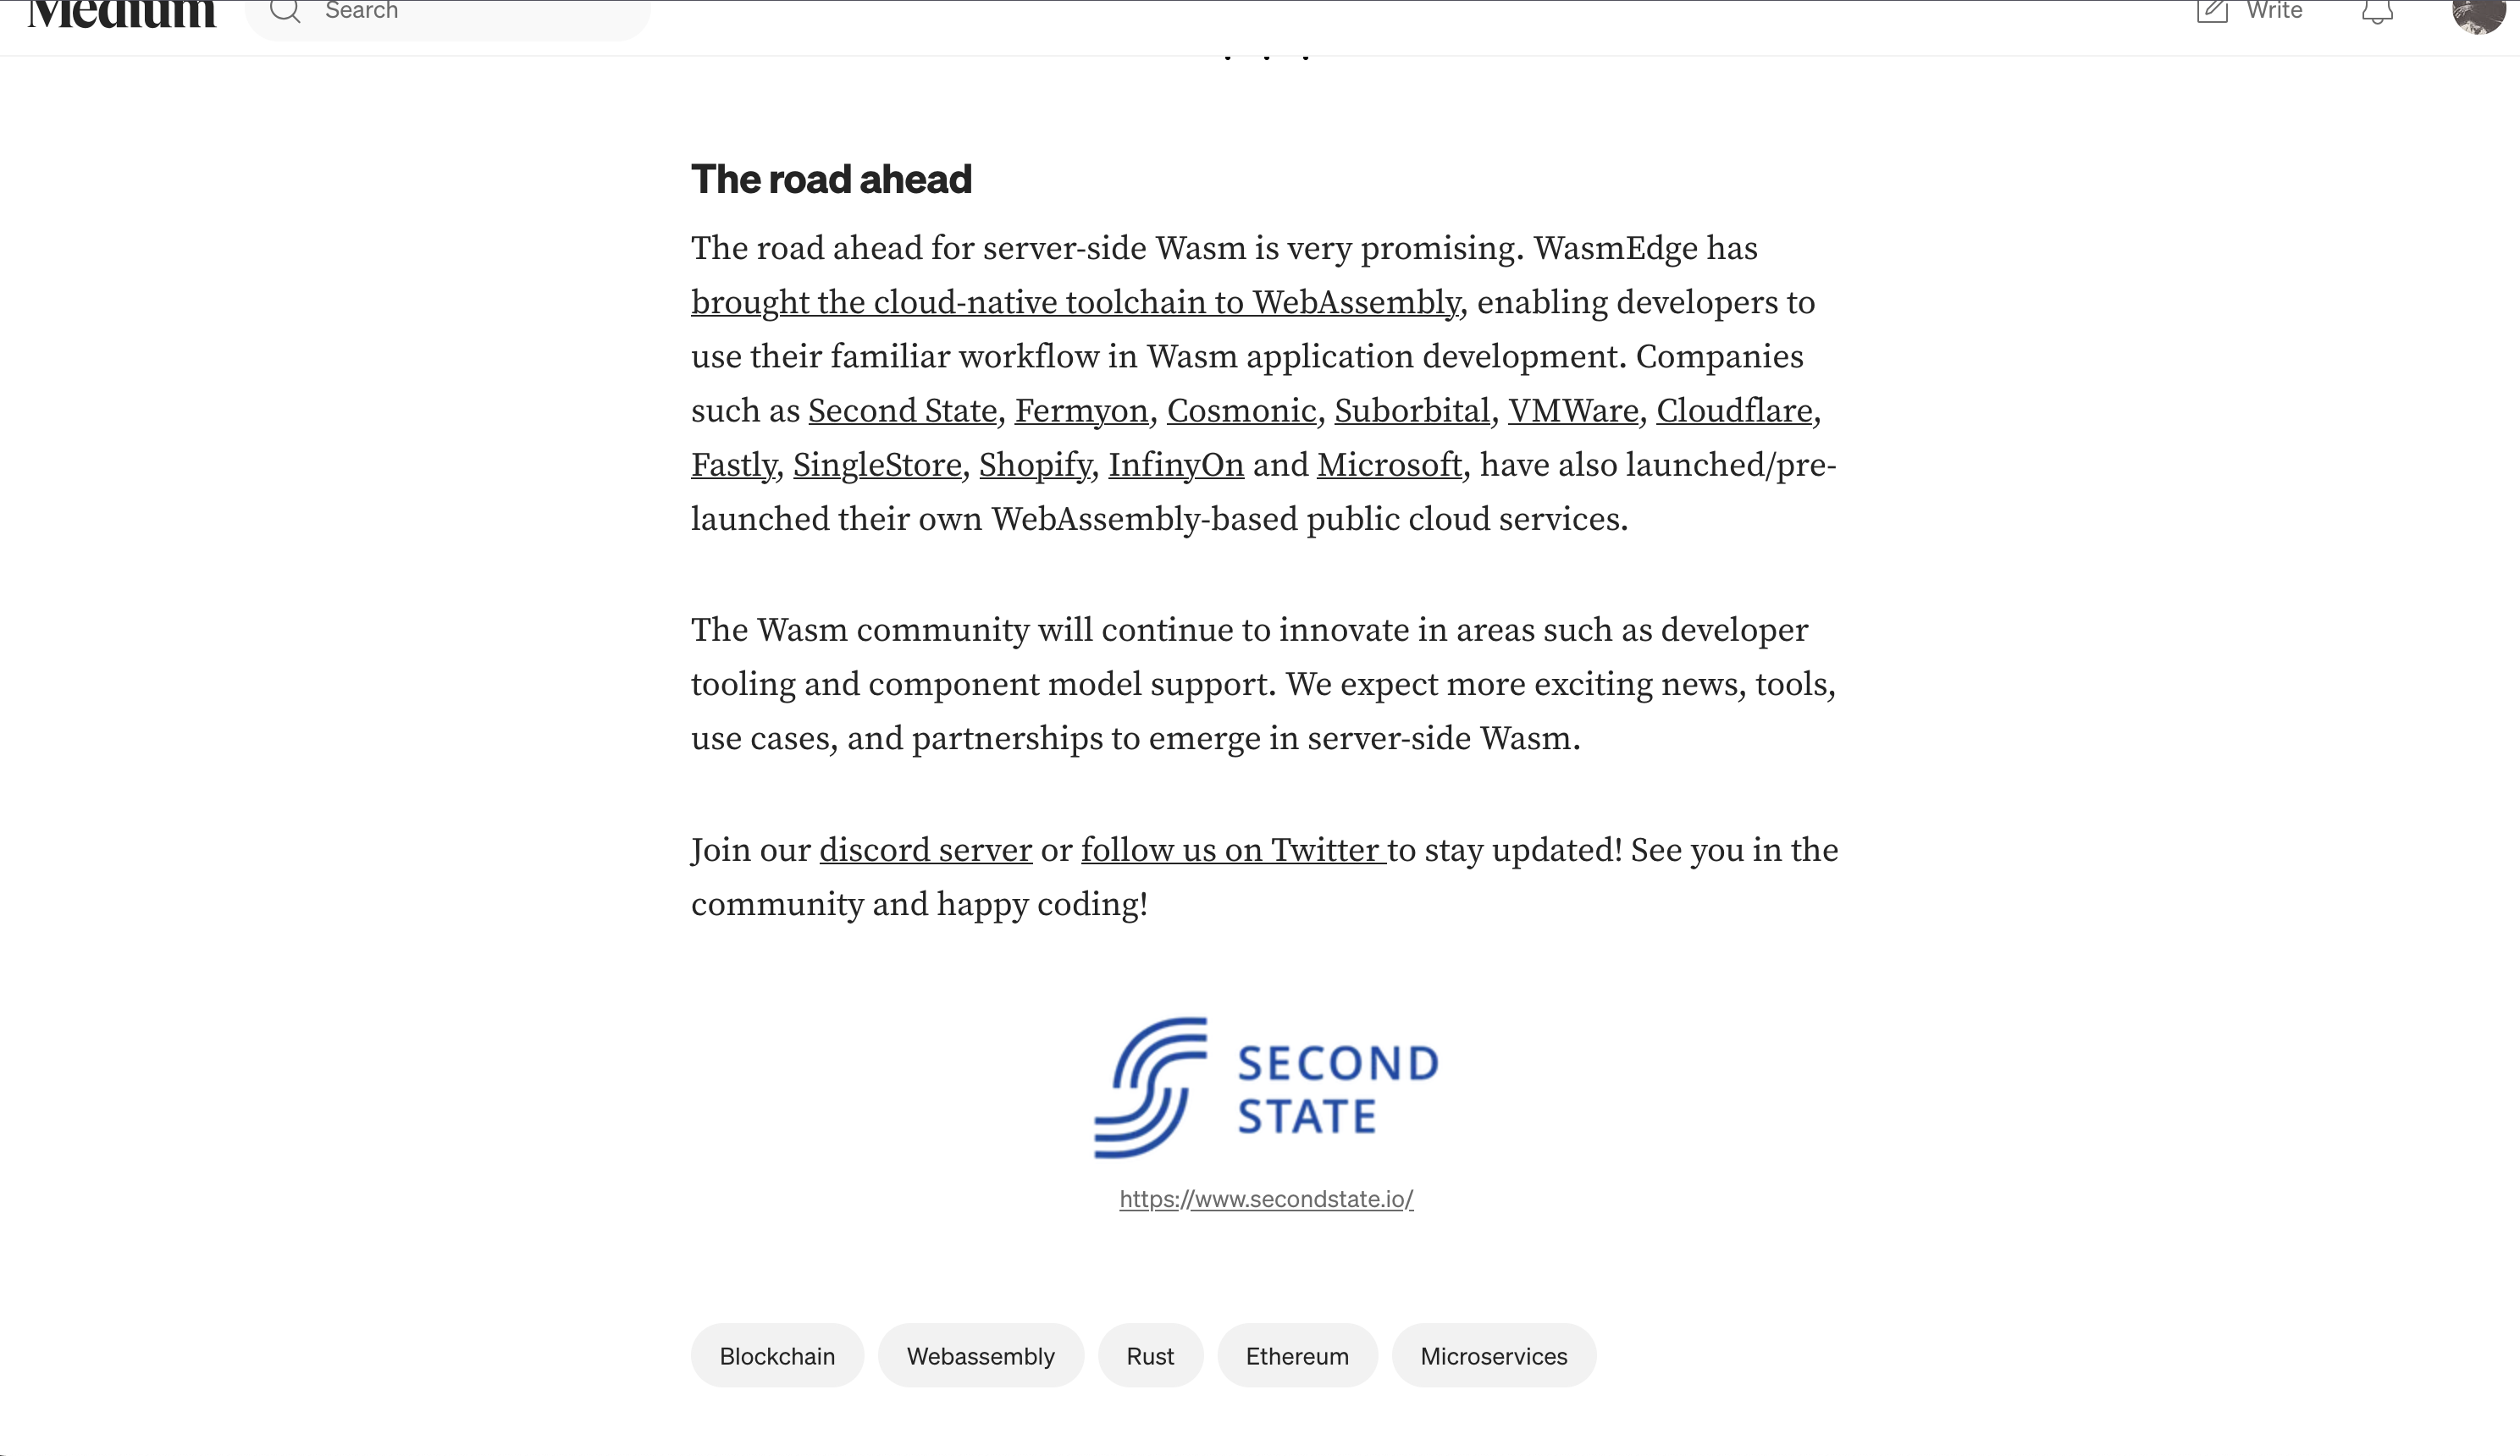 Medium
Search
Write
The road ahead
The road ahead for server-side Wasm is very promising. WasmEdge has
brought the cloud-native toolchain to WebAssembly, enabling developers to
use their familiar workflow in Wasm application development. Companies
such as Second State, Fermyon, Cosmonic, Suborbital, VMWare, Cloudflare,
Fastly, SingleStore, Shopify, InfinyOn and Microsoft, have also launched/pre-
launched their own WebAssembly-based public cloud services.
The Wasm community will continue to innovate in areas such as developer
tooling and component model support. We expect more exciting news, tools,
use cases, and partnerships to emerge in server-side Wasm.
Join our discord server or follow us on Twitter to stay updated! See you in the
community and happy coding!
SECOND
STATE
https://www.secondstate.io/
Blockchain
Webassembly
Rust
Ethereum
Microservices